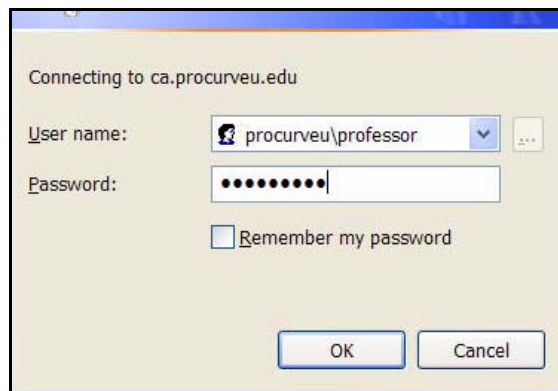 Connecting to ca.procurveu.edu
User name: procurveu\professor ...
Password: •••••••••
Remember my password
OK Cancel